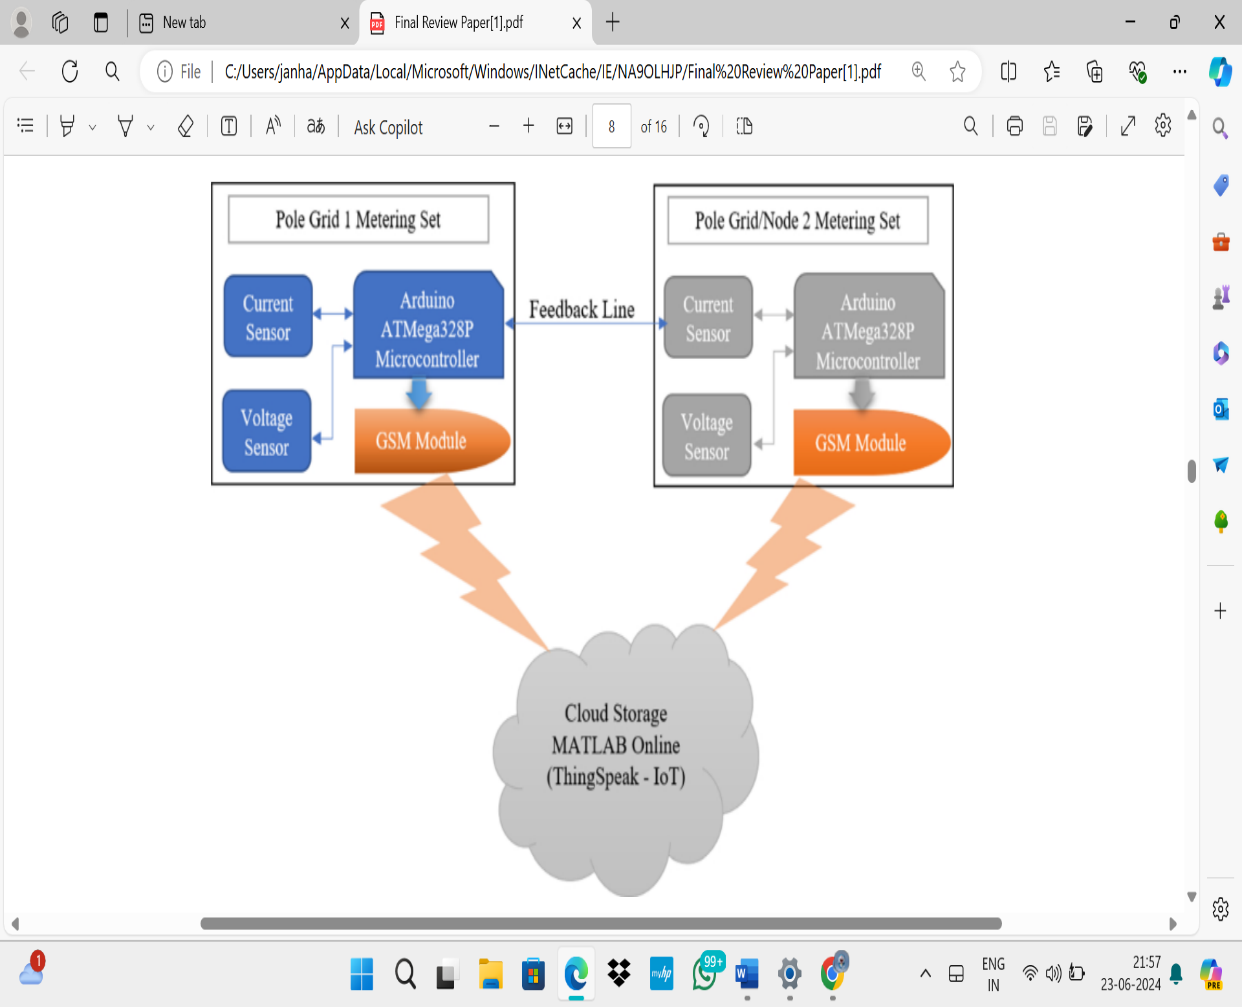 New tab
Final Review Paper[1].pdf
File
C:/Users/janha/AppData/Local/Microsoft/Windows/INetCache/IE/NA9OLHJP/Final%20Review%20Paper[1].pdf
Ask Copilot
8 of 16
Pole Grid 1 Metering Set
Current
Sensor
Arduino
ATMega328P
Microcontroller
Voltage
Sensor
GSM Module
Feedback Line
Pole Grid/Node 2 Metering Set
Current
Sensor
Arduino
ATMega328P
Microcontroller
Voltage
Sensor
GSM Module
Cloud Storage
MATLAB Online
(ThingSpeak - IoT)
1
99+
ENG
IN
21:57
23-06-2024
PRE